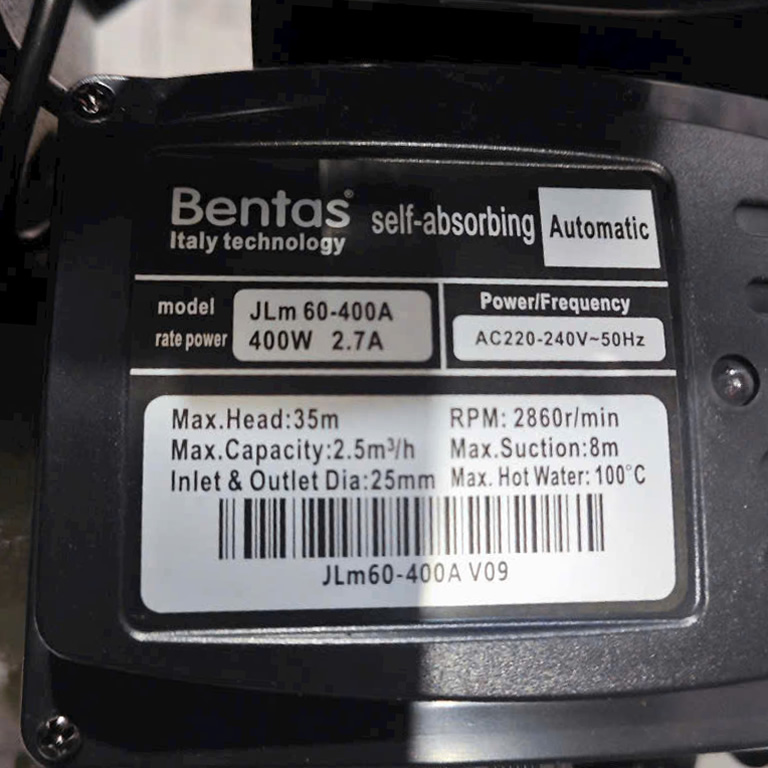 Bentas® self-absorbing Automatic
Italy technology
model JLm 60-400A Power/Frequency
rate power 400W 2.7A AC220-240V~50Hz
Max.Head:35m RPM: 2860r/min
Max.Capacity:2.5m³/h Max.Suction:8m
Inlet & Outlet Dia:25mm Max. Hot Water: 100°C
JLm60-400A V09